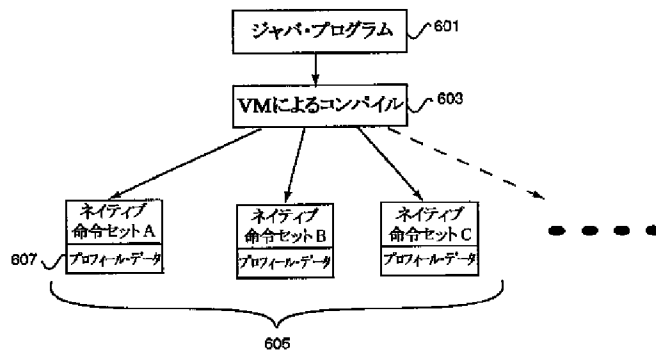 ジャバ・プログラム
601
VMによるコンパイル
603
ネイティブ
命令セットA
プロフィール・データ
ネイティブ
命令セットB
プロフィール・データ
ネイティブ
命令セットC
プロフィール・データ
607
605